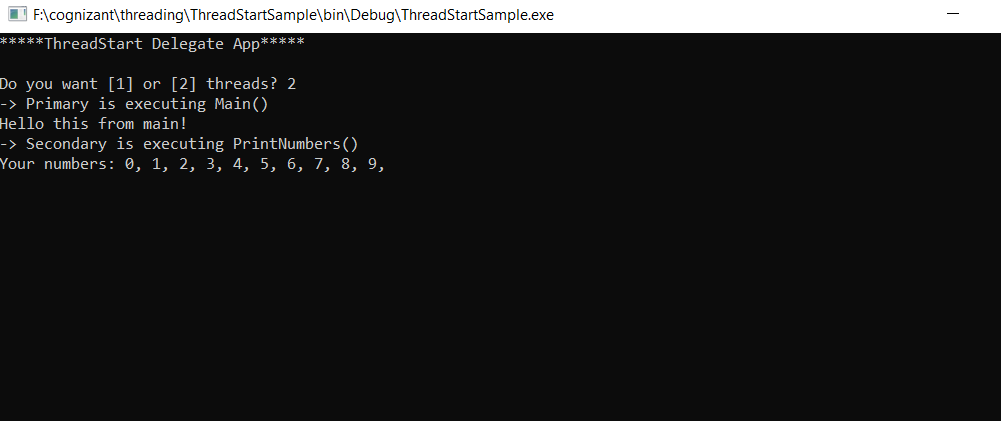 F:\cognizant\threading\ThreadStartSample\bin\Debug\ThreadStartSample.exe
*****ThreadStart Delegate App*****
Do you want [1] or [2] threads? 2
-> Primary is executing Main()
Hello this from main!
-> Secondary is executing PrintNumbers()
Your numbers: 0, 1, 2, 3, 4, 5, 6, 7, 8, 9,